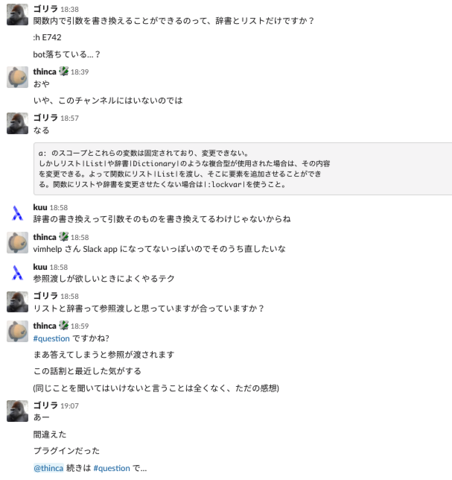 ゴリラ 18:38
関数内で引数を書き換えることができるのって、辞書とリストだけですか？
:h E742
bot落ちている…？
thinca 18:39
おや
いや、このチャンネルにはいないのでは
ゴリラ 18:57
なる
a: のスコープとこれらの変数は固定されており、変更できない。
しかしリスト|List|や辞書|Dictionary|のような複合型が使用された場合は、その内容
を変更できる。よって関数にリスト|List|を渡し、そこに要素を追加させることができ
る。関数にリストや辞書を変更させたくない場合は|:lockvar|を使うこと。
kuu 18:58
辞書の書き換えって引数そのものを書き換えてるわけじゃないからね
thinca 18:58
vimhelp さん Slack app になってないっぽいのでそのうち直したいな
kuu 18:58
参照渡しが欲しいときによくやるテク
ゴリラ 18:58
リストと辞書って参照渡しと思っていますが合っていますか？
thinca 18:59
#question ですかね?
まあ答えてしまうと参照が渡されます
この話割と最近した気がする
(同じことを聞いてはいけないと言うことは全くなく、ただの感想)
ゴリラ 19:07
あー
間違えた
プラグインだった
@thinca 続きは #question で...